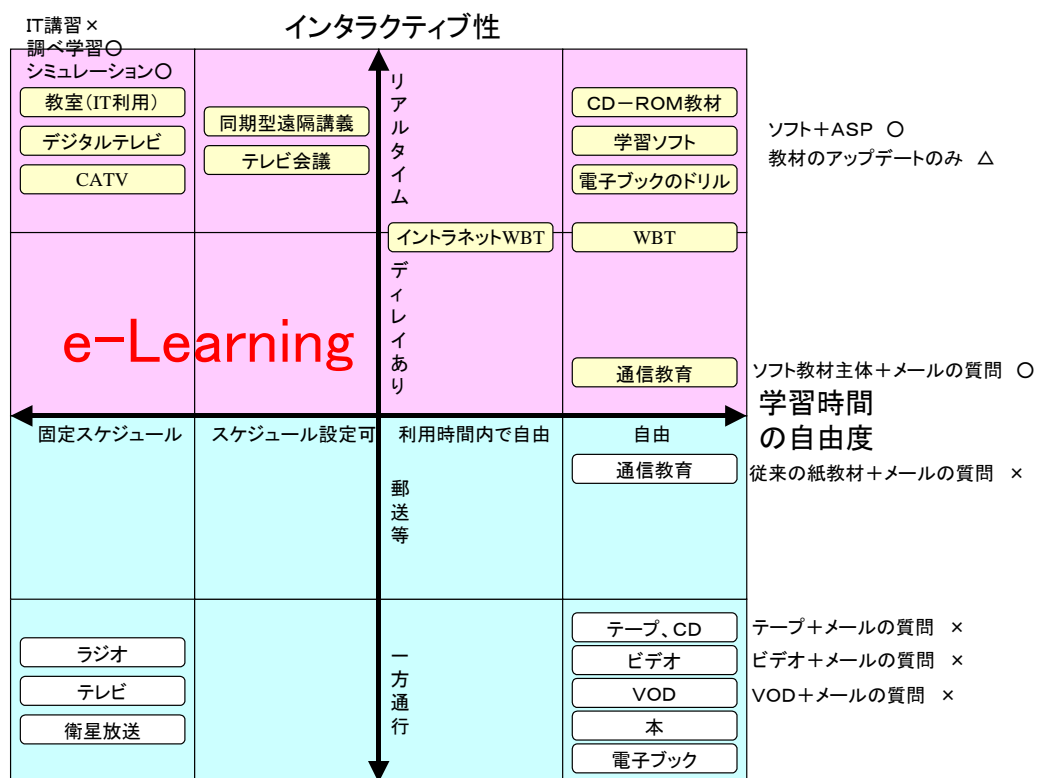 IT講習×
調べ学習○
シミュレーション○
インタラクティブ性
リアルタイム
教室(IT利用)
デジタルテレビ
CATV
同期型遠隔講義
テレビ会議
CD-ROM教材
学習ソフト
電子ブックのドリル
ソフト+ASP ○
教材のアップデートのみ △
イントラネットWBT
WBT
ディレイあり
e-Learning
通信教育
ソフト教材主体+メールの質問 ○
学習時間
の自由度
固定スケジュール
スケジュール設定可
利用時間内で自由
自由
通信教育
従来の紙教材+メールの質問 ×
郵送等
一方通行
ラジオ
テレビ
衛星放送
テープ、CD
ビデオ
VOD
本
電子ブック
テープ+メールの質問 ×
ビデオ+メールの質問 ×
VOD+メールの質問 ×